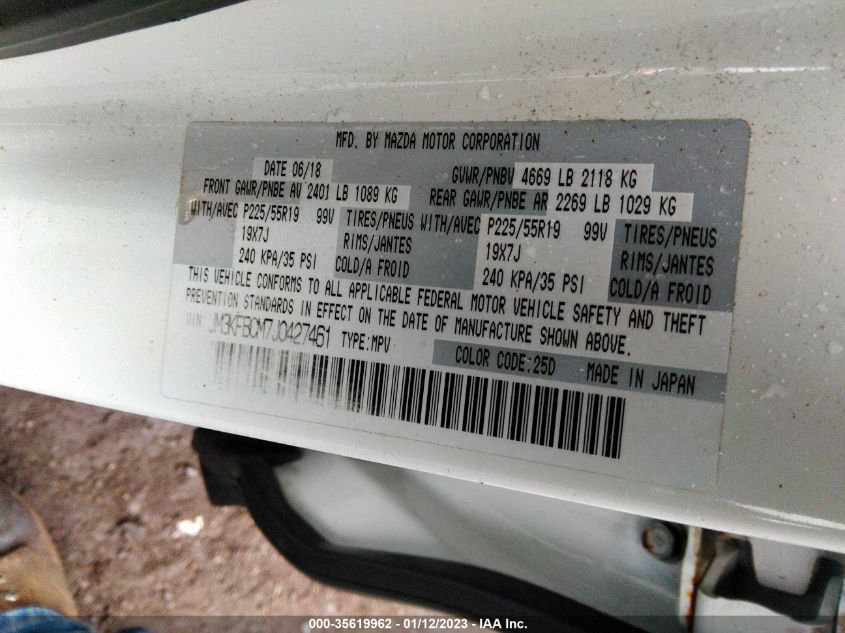 MFD. BY MAZDA MOTOR CORPORATION
DATE 06/18 GVWR/PNBV 4669 LB 2118 KG
FRONT GAWR/PNBE AV 2401 LB 1089 KG REAR GAWR/PNBE AR 2269 LB 1029 KG
WITH/AVEC P225/55R19 99V TIRES/PNEUS WITH/AVEC P225/55R19 99V TIRES/PNEUS
19X7J RIMS/JANTES 19X7J RIMS/JANTES
240 KPA/35 PSI COLD/A FROID 240 KPA/35 PSI COLD/A FROID
THIS VEHICLE CONFORMS TO ALL APPLICABLE FEDERAL MOTOR VEHICLE SAFETY AND THEFT
PREVENTION STANDARDS IN EFFECT ON THE DATE OF MANUFACTURE SHOWN ABOVE.
VIN: JM3KFBCM7J0427461 TYPE:MPV
COLOR CODE:25D MADE IN JAPAN
000-35619962 - 01/12/2023 - IAA Inc.